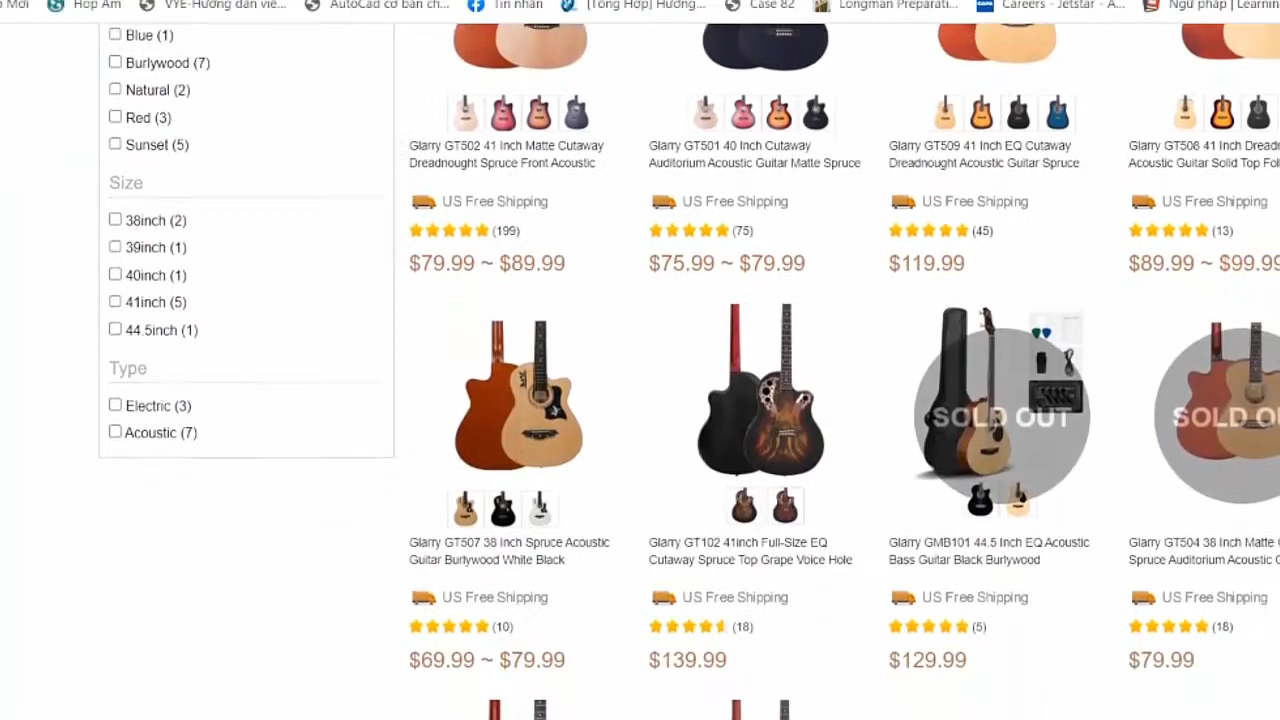 Mới
Hợp Âm
VYE-Hướng dẫn viê...
AutoCad cơ bản ch...
Tin nhắn
[Tổng Hợp] Hướng...
Case 82
Longman Preparati...
Careers - Jetstar - A...
Ngữ pháp | Learnin
Blue (1)
Burlywood (7)
Natural (2)
Red (3)
Sunset (5)
Size
38inch (2)
39inch (1)
40inch (1)
41inch (5)
44.5inch (1)
Type
Electric (3)
Acoustic (7)
Glarry GT502 41 Inch Matte Cutaway
Dreadnought Spruce Front Acoustic
US Free Shipping
(199)
$79.99 ~ $89.99
Glarry GT501 40 Inch Cutaway
Auditorium Acoustic Guitar Matte Spruce
US Free Shipping
(75)
$75.99 ~ $79.99
Glarry GT509 41 Inch EQ Cutaway
Dreadnought Acoustic Guitar Spruce
US Free Shipping
(45)
$119.99
Glarry GT508 41 Inch Dreadn
Acoustic Guitar Solid Top Fol
US Free Shipping
(13)
$89.99 ~ $99.99
Glarry GT507 38 Inch Spruce Acoustic
Guitar Burlywood White Black
US Free Shipping
(10)
$69.99 ~ $79.99
Glarry GT102 41inch Full-Size EQ
Cutaway Spruce Top Grape Voice Hole
US Free Shipping
(18)
$139.99
SOLD OUT
Glarry GMB101 44.5 Inch EQ Acoustic
Bass Guitar Black Burlywood
US Free Shipping
(5)
$129.99
SOLD OU
Glarry GT504 38 Inch Matte C
Spruce Auditorium Acoustic G
US Free Shipping
(18)
$79.99